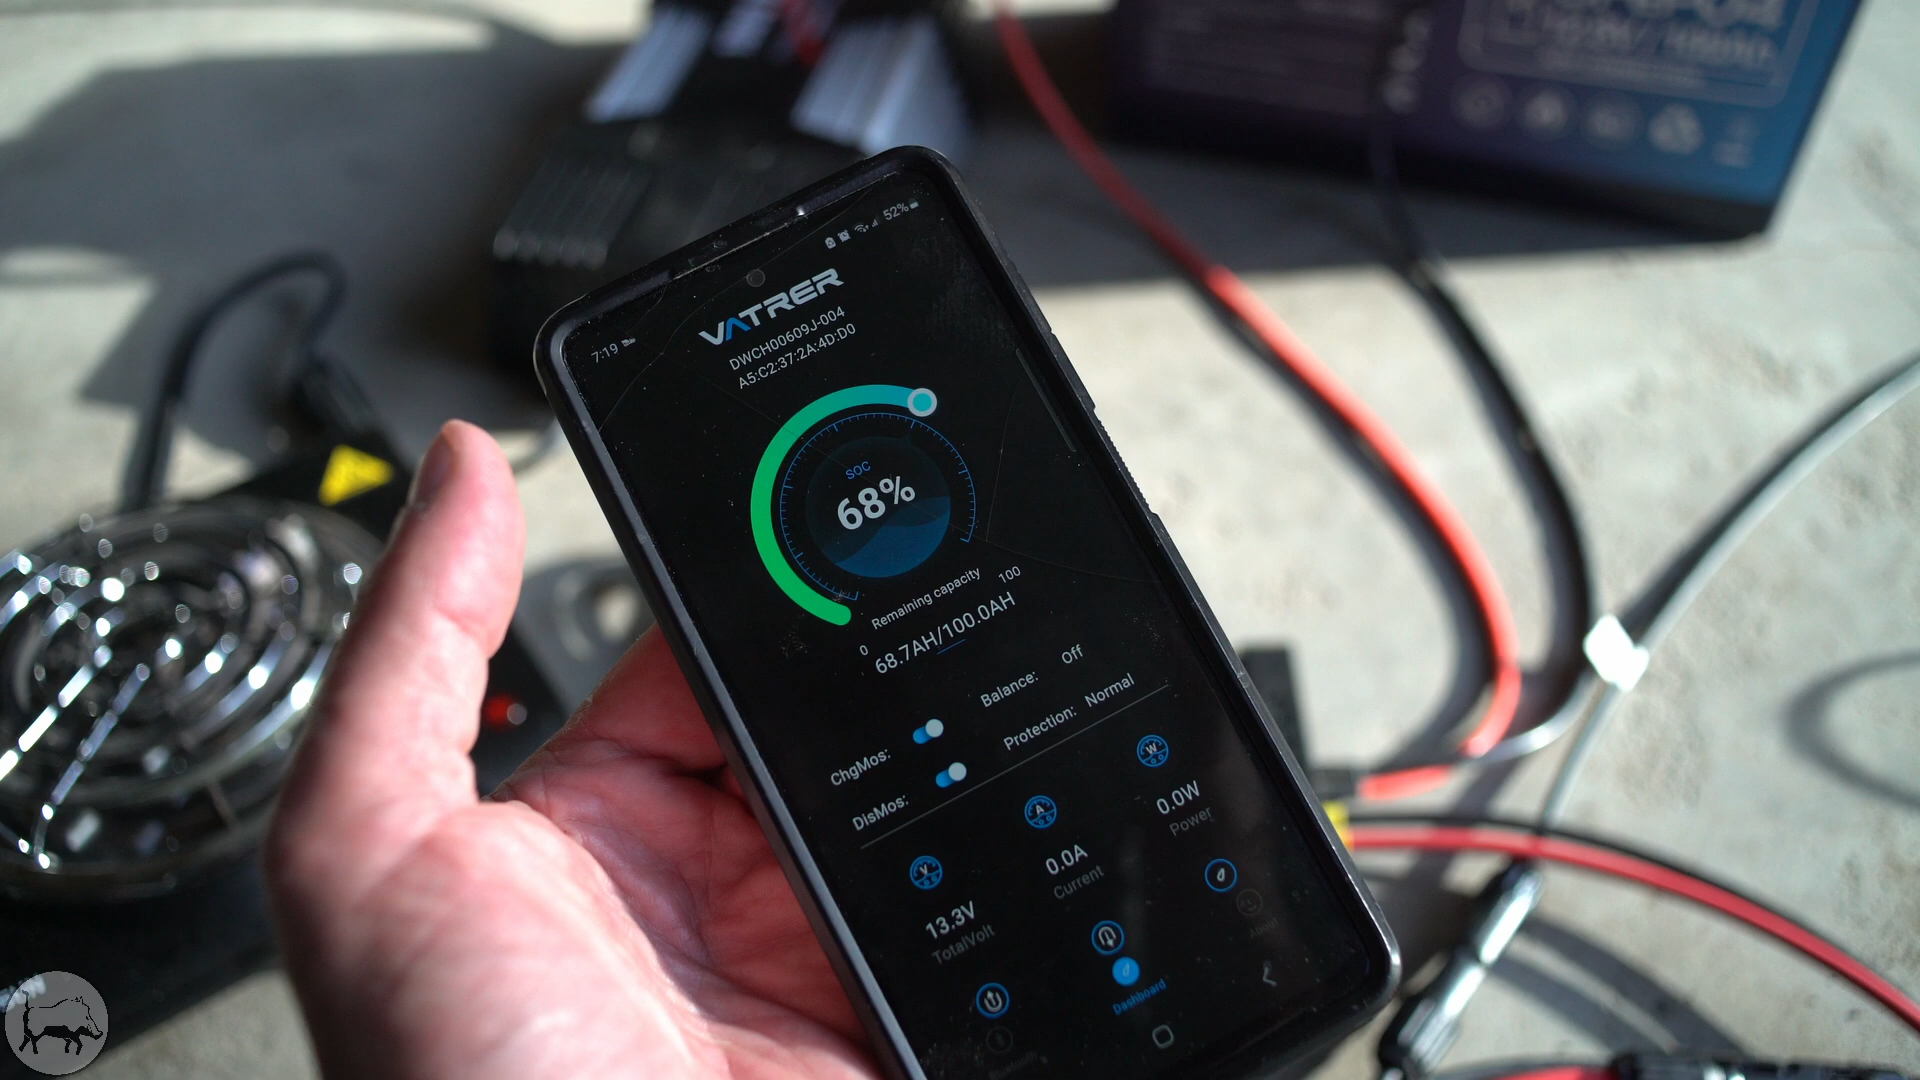 52%
7:19
VATRER
DWCH00609J-004
A5:C2:37:2A:4D:D0
SOC
68%
0 Remaining capacity 100
68.7AH/100.0AH
ChgMos: Balance: Off
DisMos: Protection: Normal
V A W
13.3V 0.0A 0.0W
TotalVolt Current Power
Dashboard About